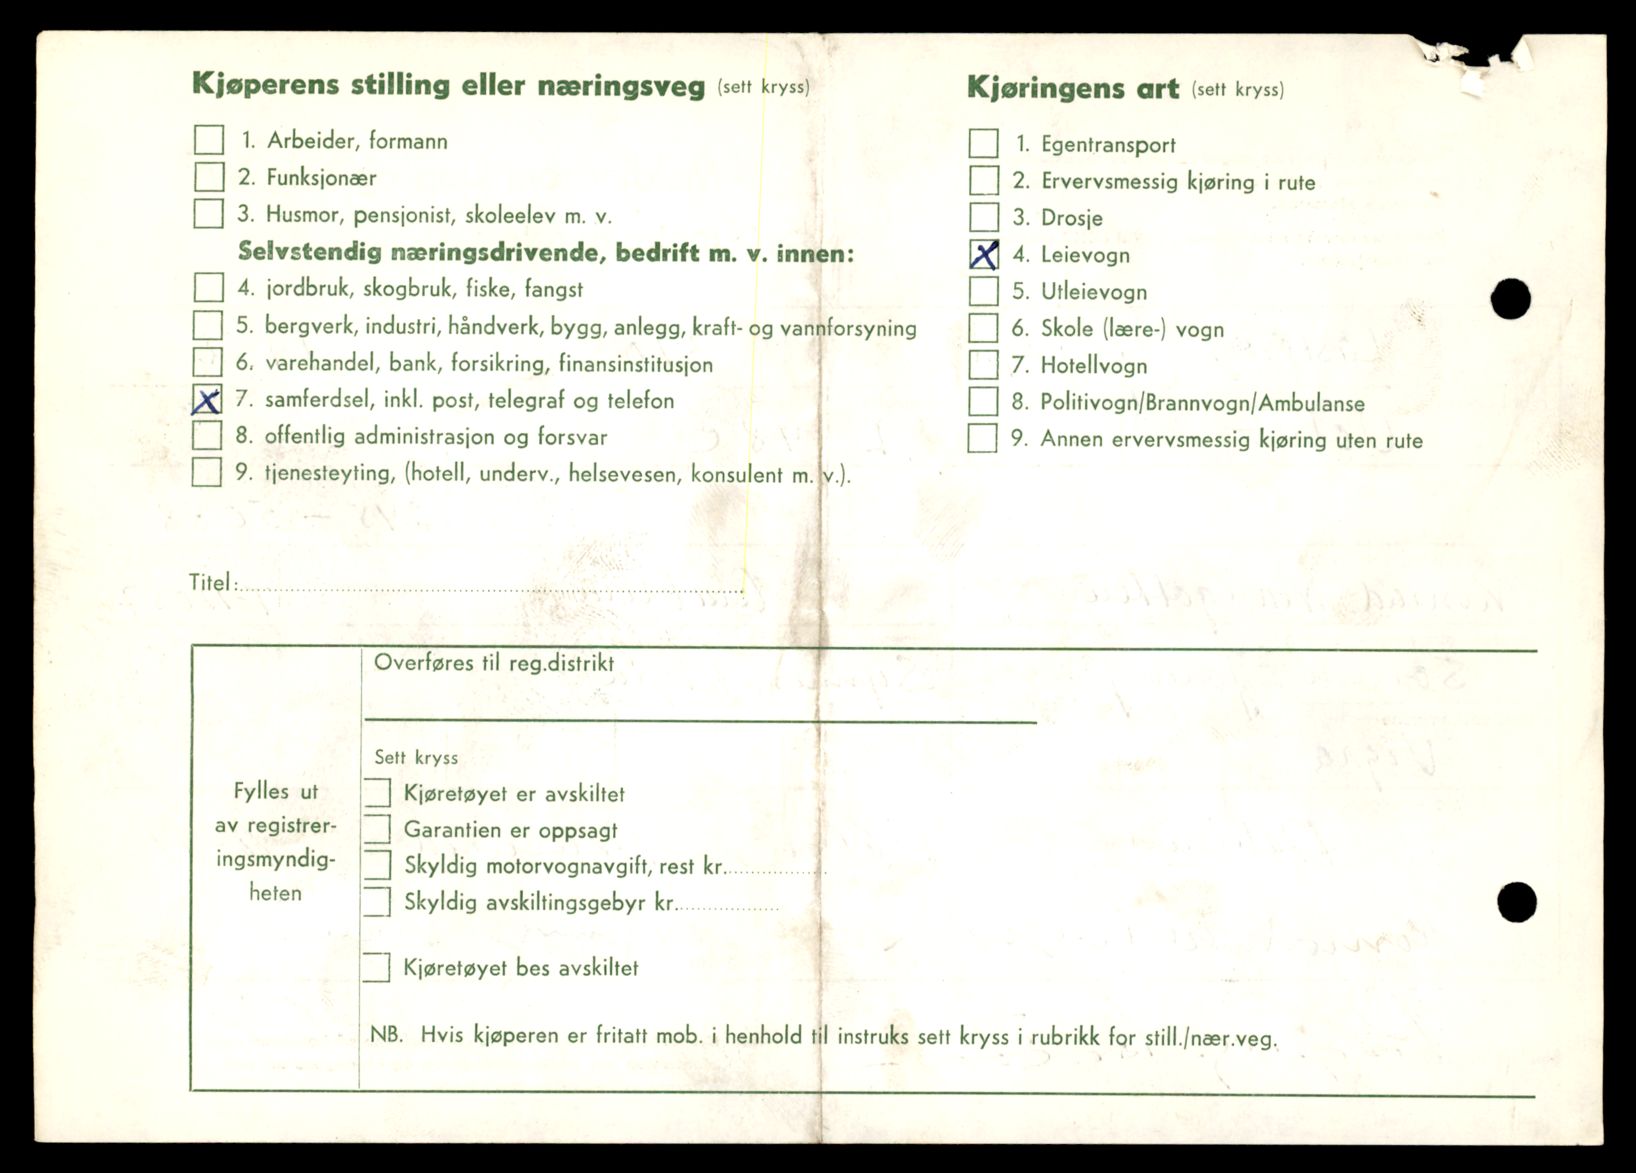 Kjøperens stilling eller næringsveg (sett kryss)
1. Arbeider, formann
2. Funksjonær
3. Husmor, pensjonist, skoleelev m. v.
Selvstendig næringsdrivende, bedrift m. v. innen:
4. jordbruk, skogbruk, fiske, fangst
5. bergverk, industri, håndverk, bygg, anlegg, kraft- og vannforsyning
6. varehandel, bank, forsikring, finansinstitusjon
X 7. samferdsel, inkl. post, telegraf og telefon
8. offentlig administrasjon og forsvar
9. tjenesteyting, (hotell, underv., helsevesen, konsulent m. v.).
Titel:
Kjøringens art (sett kryss)
1. Egentransport
2. Ervervsmessig kjøring i rute
3. Drosje
X 4. Leievogn
5. Utleievogn
6. Skole (lære-) vogn
7. Hotellvogn
8. Politivogn/Brannvogn/Ambulanse
9. Annen ervervsmessig kjøring uten rute
Fylles ut
av registrer-
ingsmyndig-
heten
Overføres til reg.distrikt
Sett kryss
Kjøretøyet er avskiltet
Garantien er oppsagt
Skyldig motorvognavgift, rest kr.
Skyldig avskiltingsgebyr kr.
Kjøretøyet bes avskiltet
NB. Hvis kjøperen er fritatt mob. i henhold til instruks sett kryss i rubrikk for still./nær.veg.